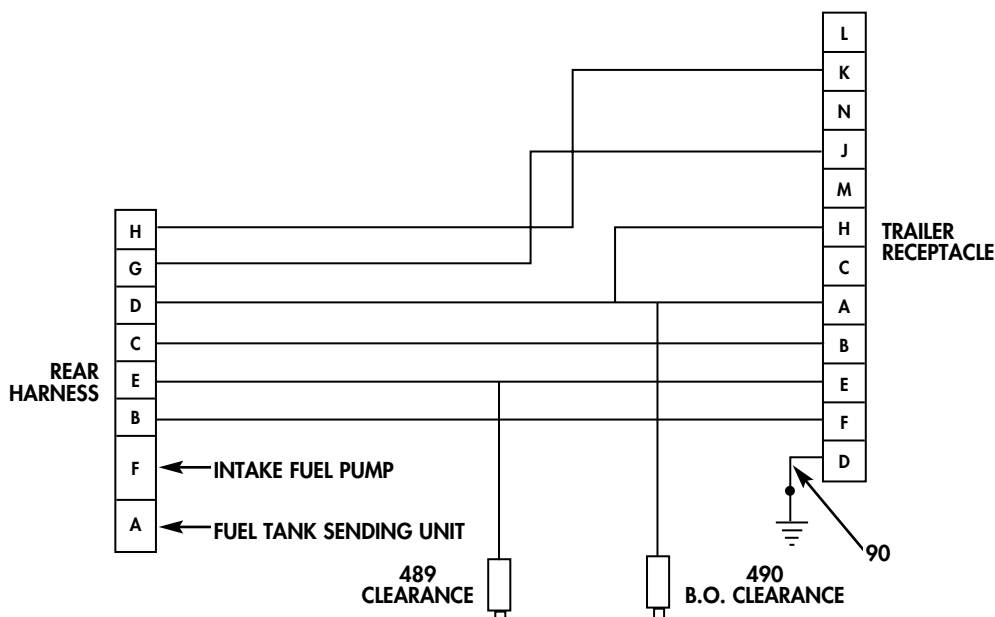 L
K
N
J
M
H
C
A
B
E
F
D
TRAILER
RECEPTACLE
H
G
D
C
E
B
F
A
REAR
HARNESS
INTAKE FUEL PUMP
FUEL TANK SENDING UNIT
90
489
CLEARANCE
490
B.O. CLEARANCE